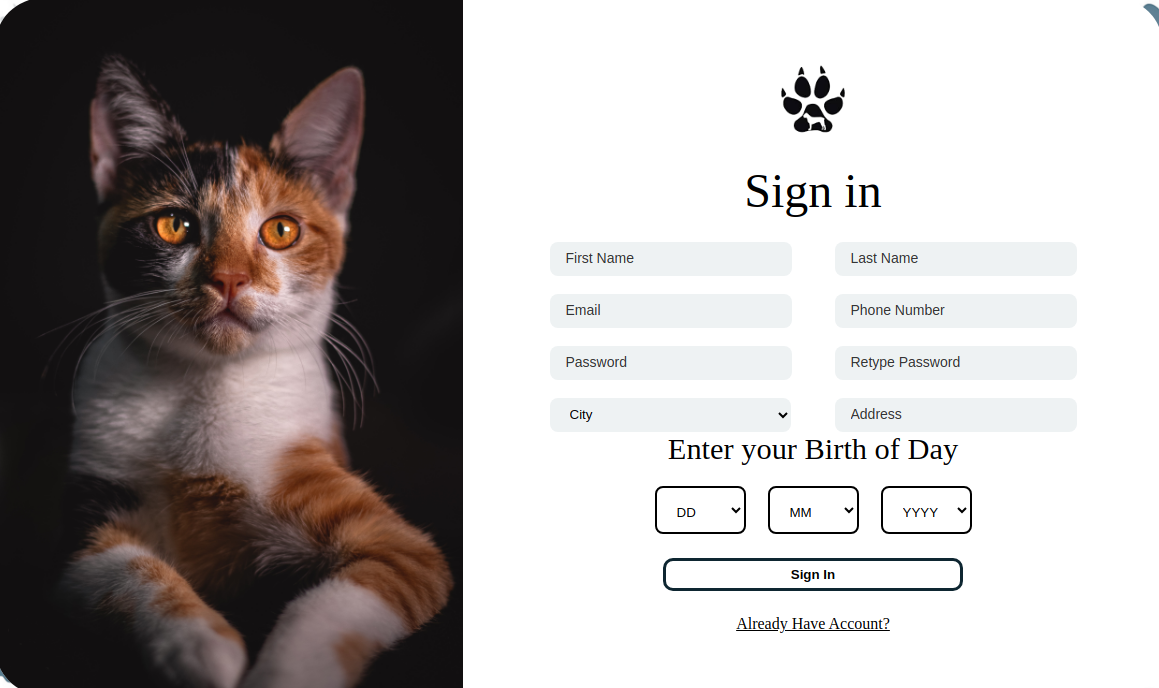 Sign in
First Name Last Name
Email Phone Number
Password Retype Password
City Address
Enter your Birth of Day
DD MM YYYY
Sign In
Already Have Account?